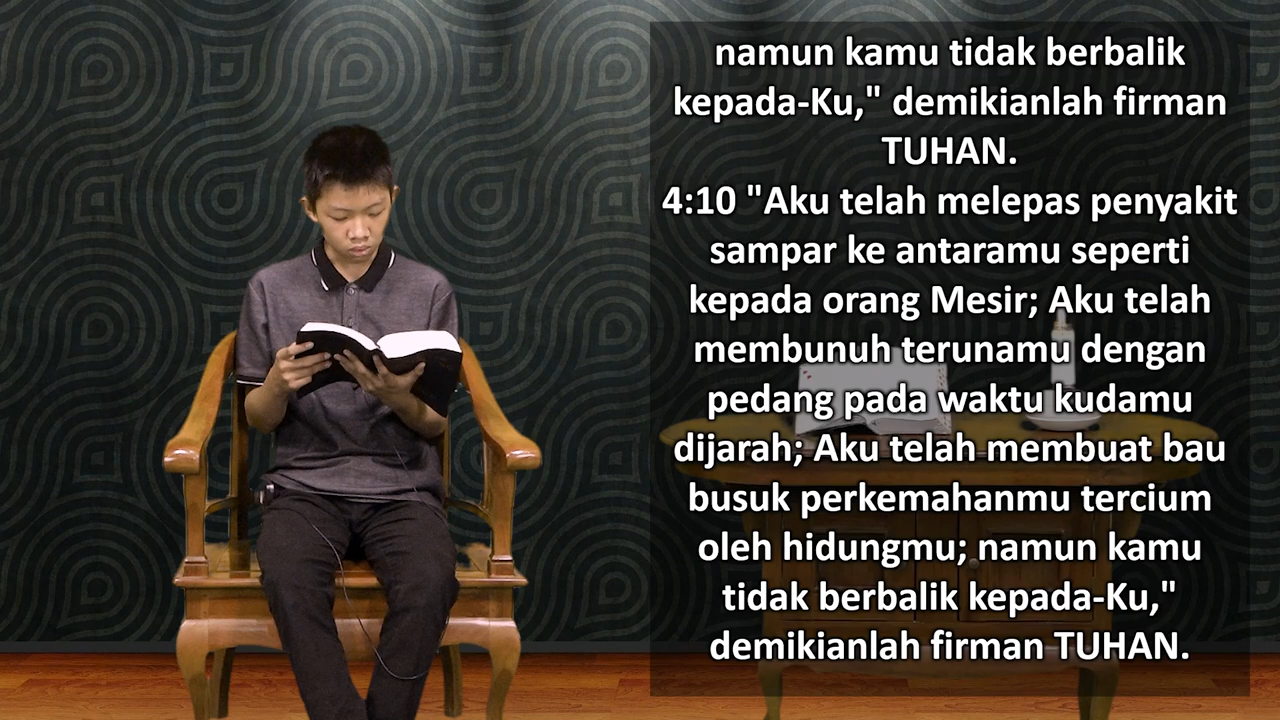 namun kamu tidak berbalik
kepada-Ku," demikianlah firman
TUHAN.
4:10 "Aku telah melepas penyakit
sampar ke antaramu seperti
kepada orang Mesir; Aku telah
membunuh terunamu dengan
pedang pada waktu kudamu
dijarah; Aku telah membuat bau
busuk perkemahanmu tercium
oleh hidungmu; namun kamu
tidak berbalik kepada-Ku,"
demikianlah firman TUHAN.